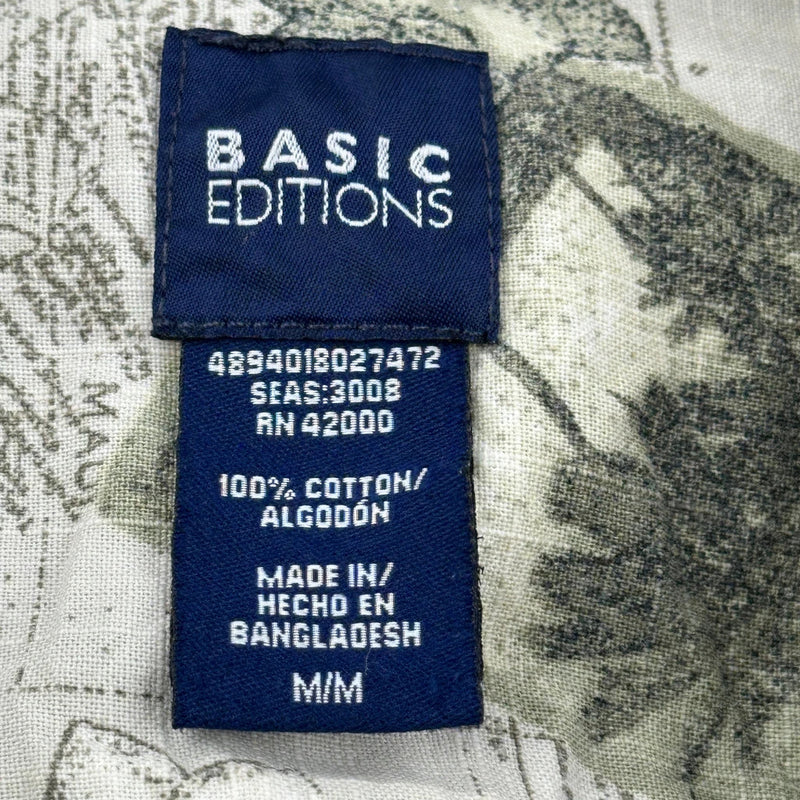 BASIC
EDITIONS
4894018027472
SEAS:3008
RN 42000
100% COTTON/
ALGODÓN
MADE IN/
HECHO EN
BANGLADESH
M/M